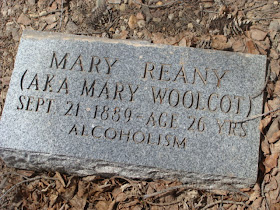 MARY REANY
(AKA MARY WOOLCOT)
SEPT. 21, 1889 - AGE 26 YRS
ALCOHOLISM